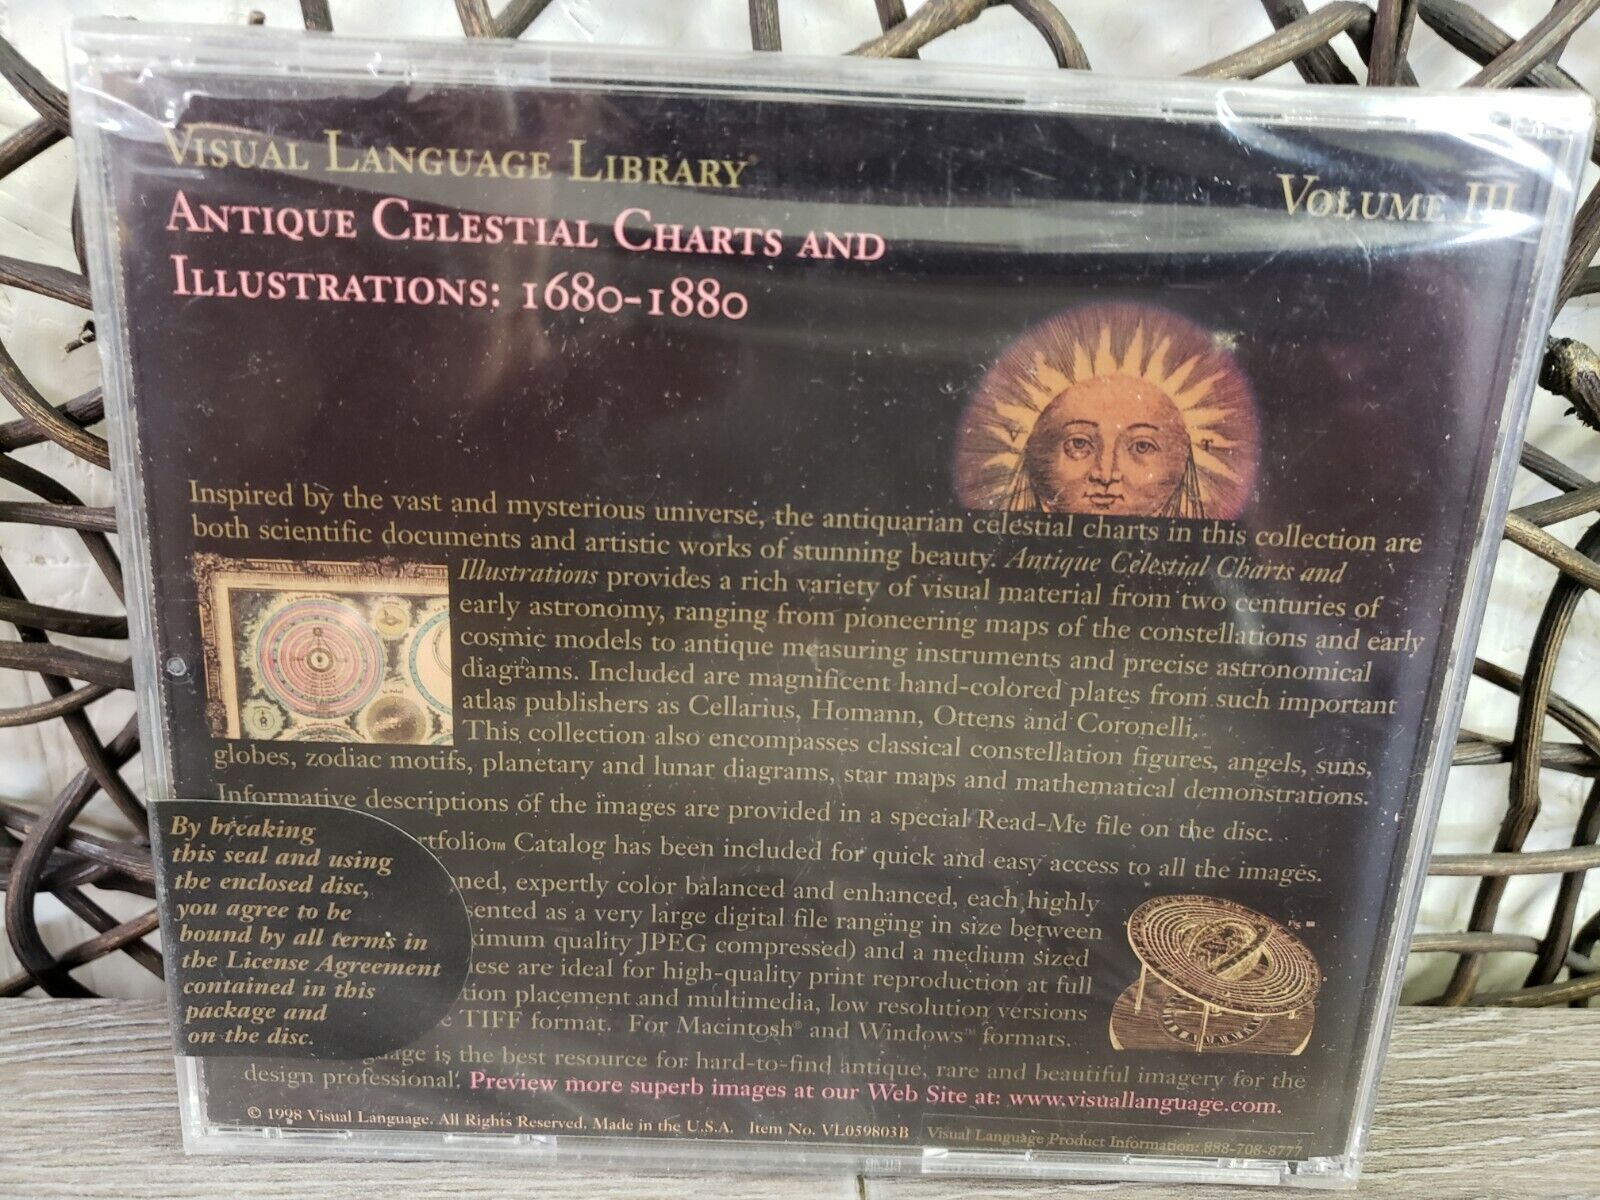 Visual Language Library®
Volume III
Antique Celestial Charts and
Illustrations: 1680-1880
Inspired by the vast and mysterious universe, the antiquarian celestial charts in this collection are
both scientific documents and artistic works of stunning beauty. Antique Celestial Charts and
Illustrations provides a rich variety of visual material from two centuries of
early astronomy, ranging from pioneering maps of the constellations and early
cosmic models to antique measuring instruments and precise astronomical
diagrams. Included are magnificent hand-colored plates from such important
atlas publishers as Cellarius, Homann, Ottens and Coronelli.
This collection also encompasses classical constellation figures, angels, suns,
globes, zodiac motifs, planetary and lunar diagrams, star maps and mathematical demonstrations.
Informative descriptions of the images are provided in a special Read-Me file on the disc.
rtfolio™ Catalog has been included for quick and easy access to all the images.
ned, expertly color balanced and enhanced, each highly
sented as a very large digital file ranging in size between
ximum quality JPEG compressed) and a medium sized
hese are ideal for high-quality print reproduction at full
tion placement and multimedia, low resolution versions
e TIFF format. For Macintosh® and Windows™ formats.
guage is the best resource for hard-to-find antique, rare and beautiful imagery for the
design professional. Preview more superb images at our Web Site at: www.visuallanguage.com.
© 1998 Visual Language. All Rights Reserved. Made in the U.S.A. Item No. VL059803B
Visual Language Product Information: 888-708-8777
By breaking
this seal and using
the enclosed disc,
you agree to be
bound by all terms in
the License Agreement
contained in this
package and
on the disc.